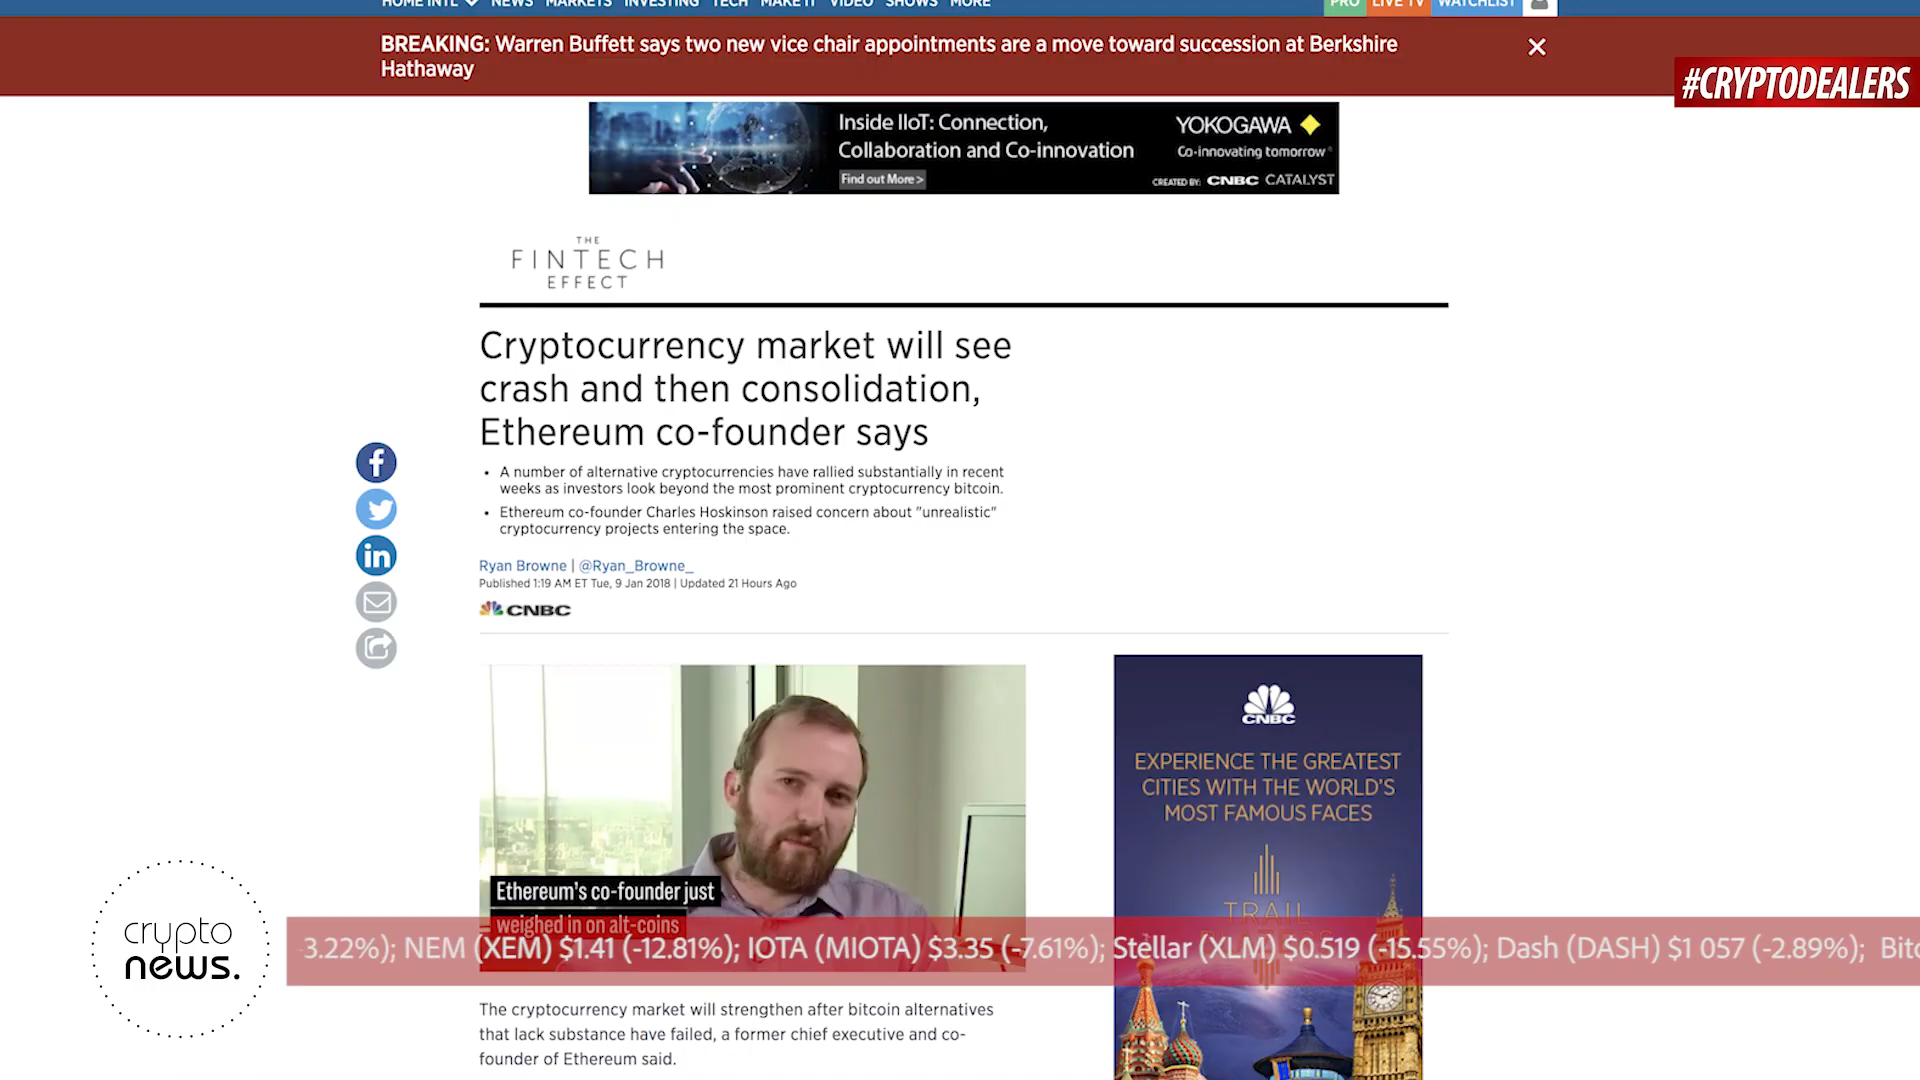 HOME INTL NEWS MARKETS INVESTING TECH MAKE IT VIDEO SHOWS MORE PRO LIVE TV WATCHLIST
BREAKING: Warren Buffett says two new vice chair appointments are a move toward succession at Berkshire
Hathaway
#CRYPTODEALERS
Inside IIoT: Connection,
Collaboration and Co-innovation
Find out More >
YOKOGAWA
Co-innovating tomorrow
CREATED BY: CNBC CATALYST
THE
FINTECH
EFFECT
Cryptocurrency market will see
crash and then consolidation,
Ethereum co-founder says
• A number of alternative cryptocurrencies have rallied substantially in recent
weeks as investors look beyond the most prominent cryptocurrency bitcoin.
• Ethereum co-founder Charles Hoskinson raised concern about "unrealistic"
cryptocurrency projects entering the space.
Ryan Browne | @Ryan_Browne_
Published 1:19 AM ET Tue, 9 Jan 2018 | Updated 21 Hours Ago
CNBC
Ethereum's co-founder just
weighed in on alt-coins
CNBC
EXPERIENCE THE GREATEST
CITIES WITH THE WORLD'S
MOST FAMOUS FACES
TRAIL
crypto
news.
3.22%); NEM (XEM) $1.41 (-12.81%); IOTA (MIOTA) $3.35 (-7.61%); Stellar (XLM) $0.519 (-15.55%); Dash (DASH) $1 057 (-2.89%); Bitc
The cryptocurrency market will strengthen after bitcoin alternatives
that lack substance have failed, a former chief executive and co-
founder of Ethereum said.